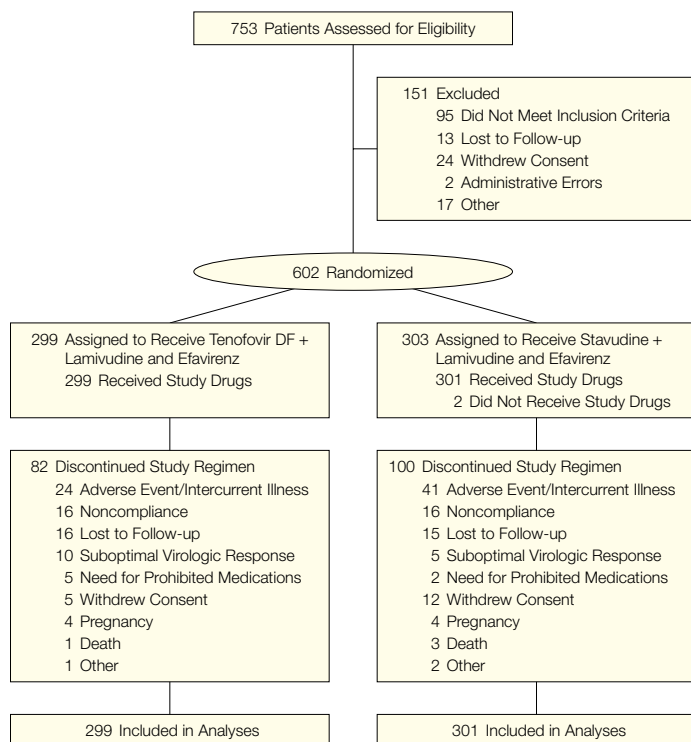 753 Patients Assessed for Eligibility
151 Excluded
95 Did Not Meet Inclusion Criteria
13 Lost to Follow-up
24 Withdrew Consent
2 Administrative Errors
17 Other
602 Randomized
299 Assigned to Receive Tenofovir DF +
Lamivudine and Efavirenz
299 Received Study Drugs
303 Assigned to Receive Stavudine +
Lamivudine and Efavirenz
301 Received Study Drugs
2 Did Not Receive Study Drugs
82 Discontinued Study Regimen
24 Adverse Event/Intercurrent Illness
16 Noncompliance
16 Lost to Follow-up
10 Suboptimal Virologic Response
5 Need for Prohibited Medications
5 Withdrew Consent
4 Pregnancy
1 Death
1 Other
100 Discontinued Study Regimen
41 Adverse Event/Intercurrent Illness
16 Noncompliance
15 Lost to Follow-up
5 Suboptimal Virologic Response
2 Need for Prohibited Medications
12 Withdrew Consent
4 Pregnancy
3 Death
2 Other
299 Included in Analyses
301 Included in Analyses